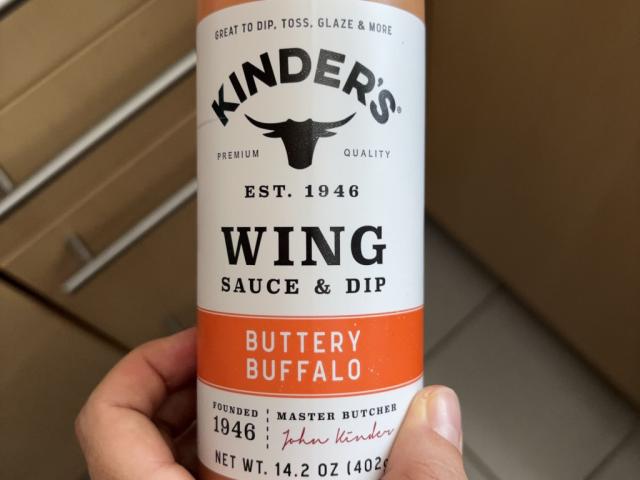 GREAT TO DIP, TOSS, GLAZE & MORE
KINDER'S®
PREMIUM QUALITY
EST. 1946
WING
SAUCE & DIP
BUTTERY
BUFFALO
FOUNDED
1946
MASTER BUTCHER
John Kinder
NET WT. 14.2 OZ (402g